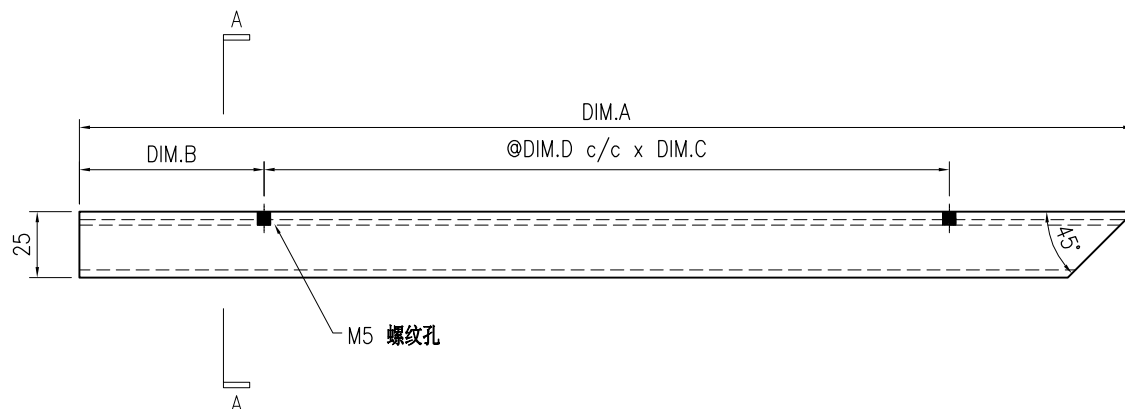 A
DIM.A
DIM.B
@DIM.D c/c x DIM.C
25
45°
M5 螺纹孔
A